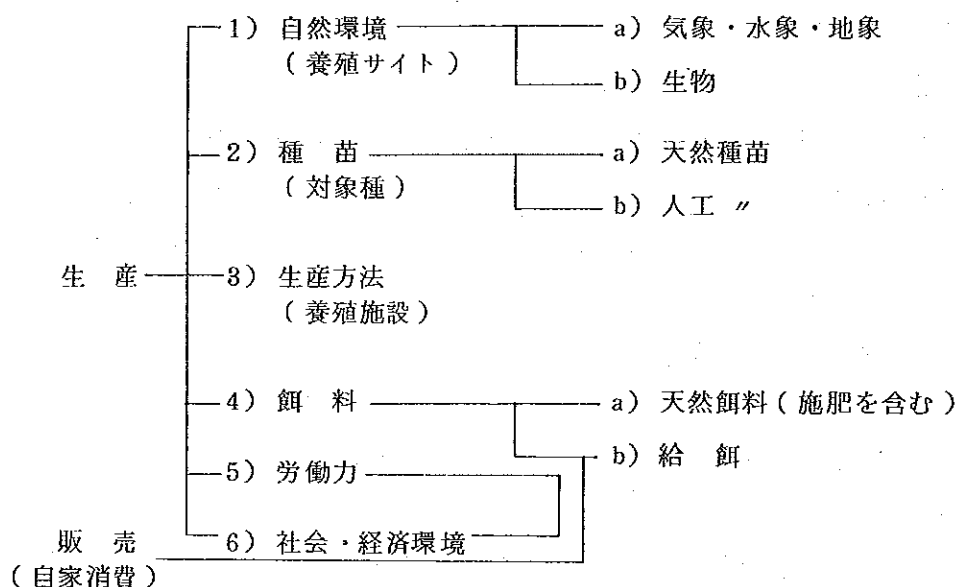 1) 自然環境
(養殖サイト)
a) 気象・水象・地象
b) 生物
2) 種 苗
(対象種)
a) 天然種苗
b) 人工 〃
生 産
3) 生産方法
(養殖施設)
4) 餌 料
a) 天然餌料(施肥を含む)
b) 給 餌
5) 労働力
6) 社会・経済環境
販 売
(自家消費)